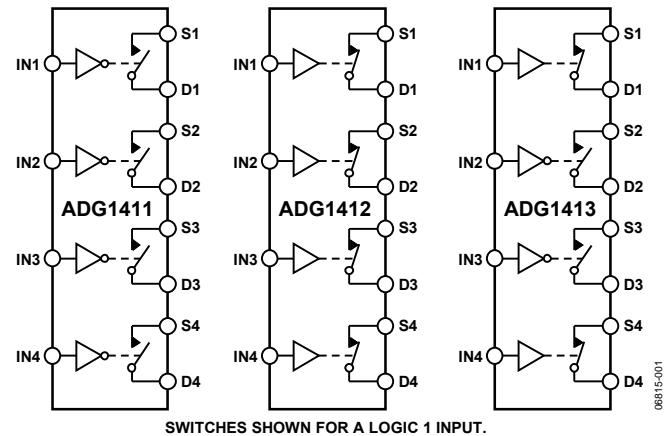 S1 S1 S1
IN1 IN1 IN1
D1 D1 D1
S2 S2 S2
IN2 IN2 IN2
D2 D2 D2
ADG1411 ADG1412 ADG1413
S3 S3 S3
IN3 IN3 IN3
D3 D3 D3
S4 S4 S4
IN4 IN4 IN4
D4 D4 D4
06815-001
SWITCHES SHOWN FOR A LOGIC 1 INPUT.